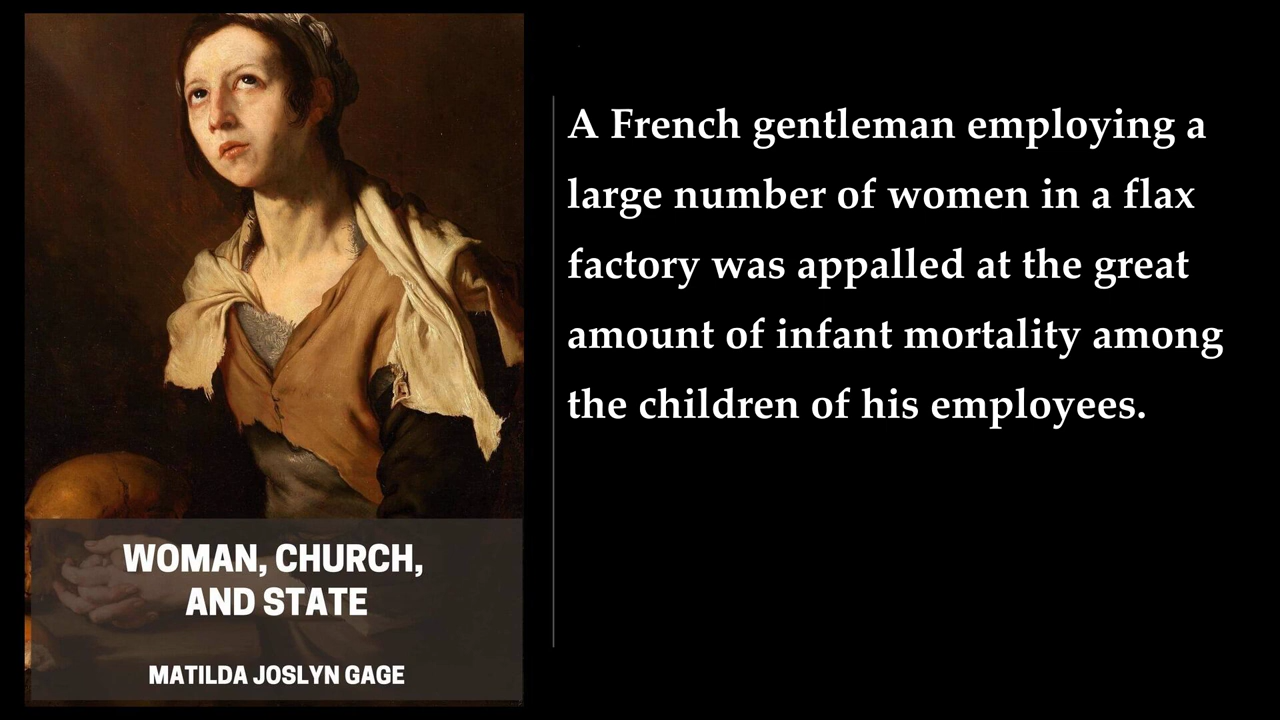 WOMAN, CHURCH,
AND STATE
MATILDA JOSLYN GAGE
A French gentleman employing a
large number of women in a flax
factory was appalled at the great
amount of infant mortality among
the children of his employees.